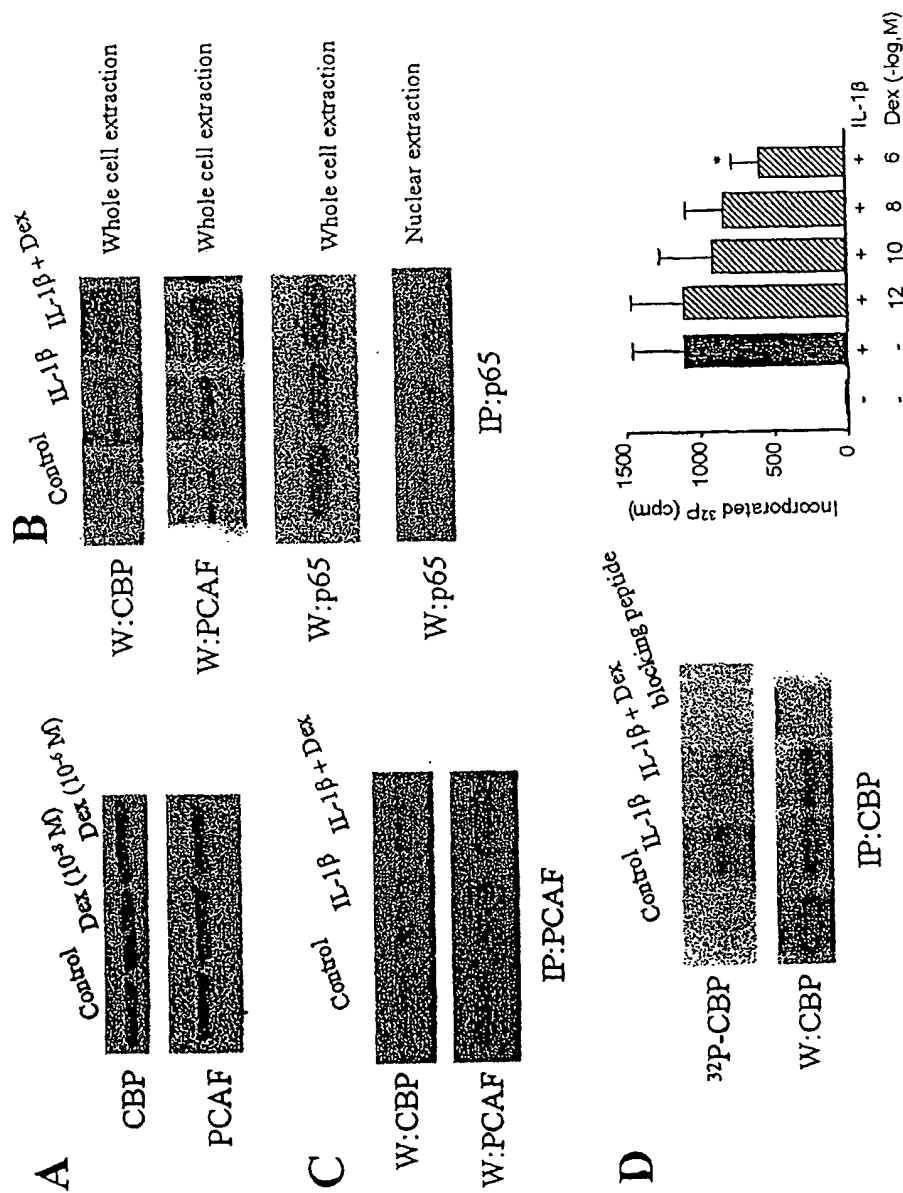 A
Control Dex (10-8 M) Dex (10-6 M)
CBP
PCAF
B
Control IL-1β IL-1β + Dex
W:CBP Whole cell extraction
W:PCAF Whole cell extraction
W:p65 Whole cell extraction
W:p65 Nuclear extraction
IP:p65
C
Control IL-1β IL-1β + Dex
W:CBP
W:PCAF
IP:PCAF
D
Control IL-1β IL-1β + Dex blocking peptide
32P-CBP
W:CBP
IP:CBP
Incorporated 32P (cpm)
1500
1000
500
0
*
- + + + + + IL-1β
- - 12 10 8 6 Dex (-log,M)